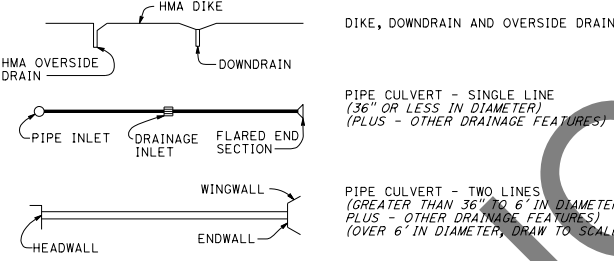 HMA DIKE
DIKE, DOWNDRAIN AND OVERSIDE DRAIN
HMA OVERSIDE
DRAIN
DOWNDRAIN
PIPE CULVERT - SINGLE LINE
(36" OR LESS IN DIAMETER)
(PLUS - OTHER DRAINAGE FEATURES)
PIPE INLET
DRAINAGE
INLET
FLARED END
SECTION
WINGWALL
PIPE CULVERT - TWO LINES
(GREATER THAN 36" TO 6' IN DIAMETER
PLUS - OTHER DRAINAGE FEATURES)
(OVER 6' IN DIAMETER, DRAW TO SCALE
HEADWALL
ENDWALL